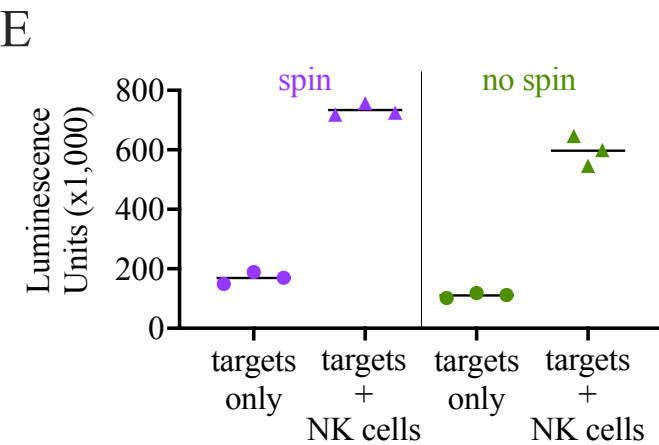 E
spin
no spin
Luminescence
Units (x1,000)
800
600
400
200
0
targets
only
targets
+
NK cells
targets
only
targets
+
NK cells